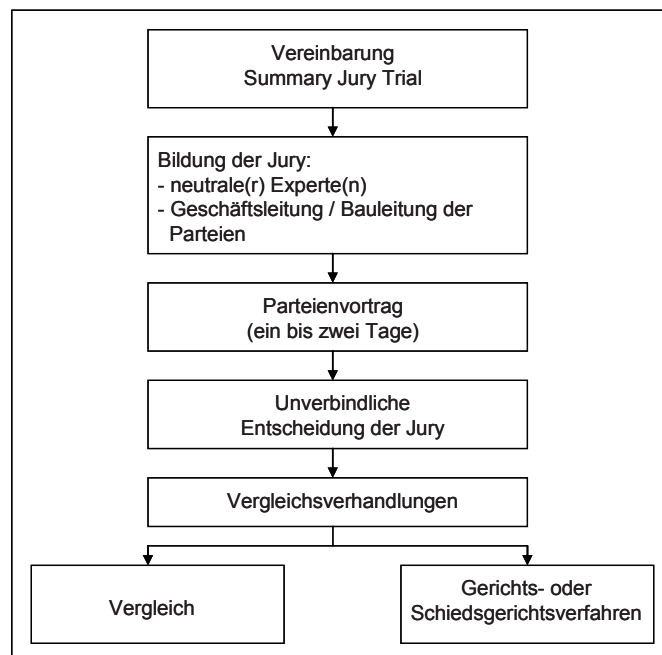 Vereinbarung
Summary Jury Trial
Bildung der Jury:
- neutrale(r) Experte(n)
- Geschäftsleitung / Bauleitung der
Parteien
Parteienvortrag
(ein bis zwei Tage)
Unverbindliche
Entscheidung der Jury
Vergleichsverhandlungen
Vergleich
Gerichts- oder
Schiedsgerichtsverfahren